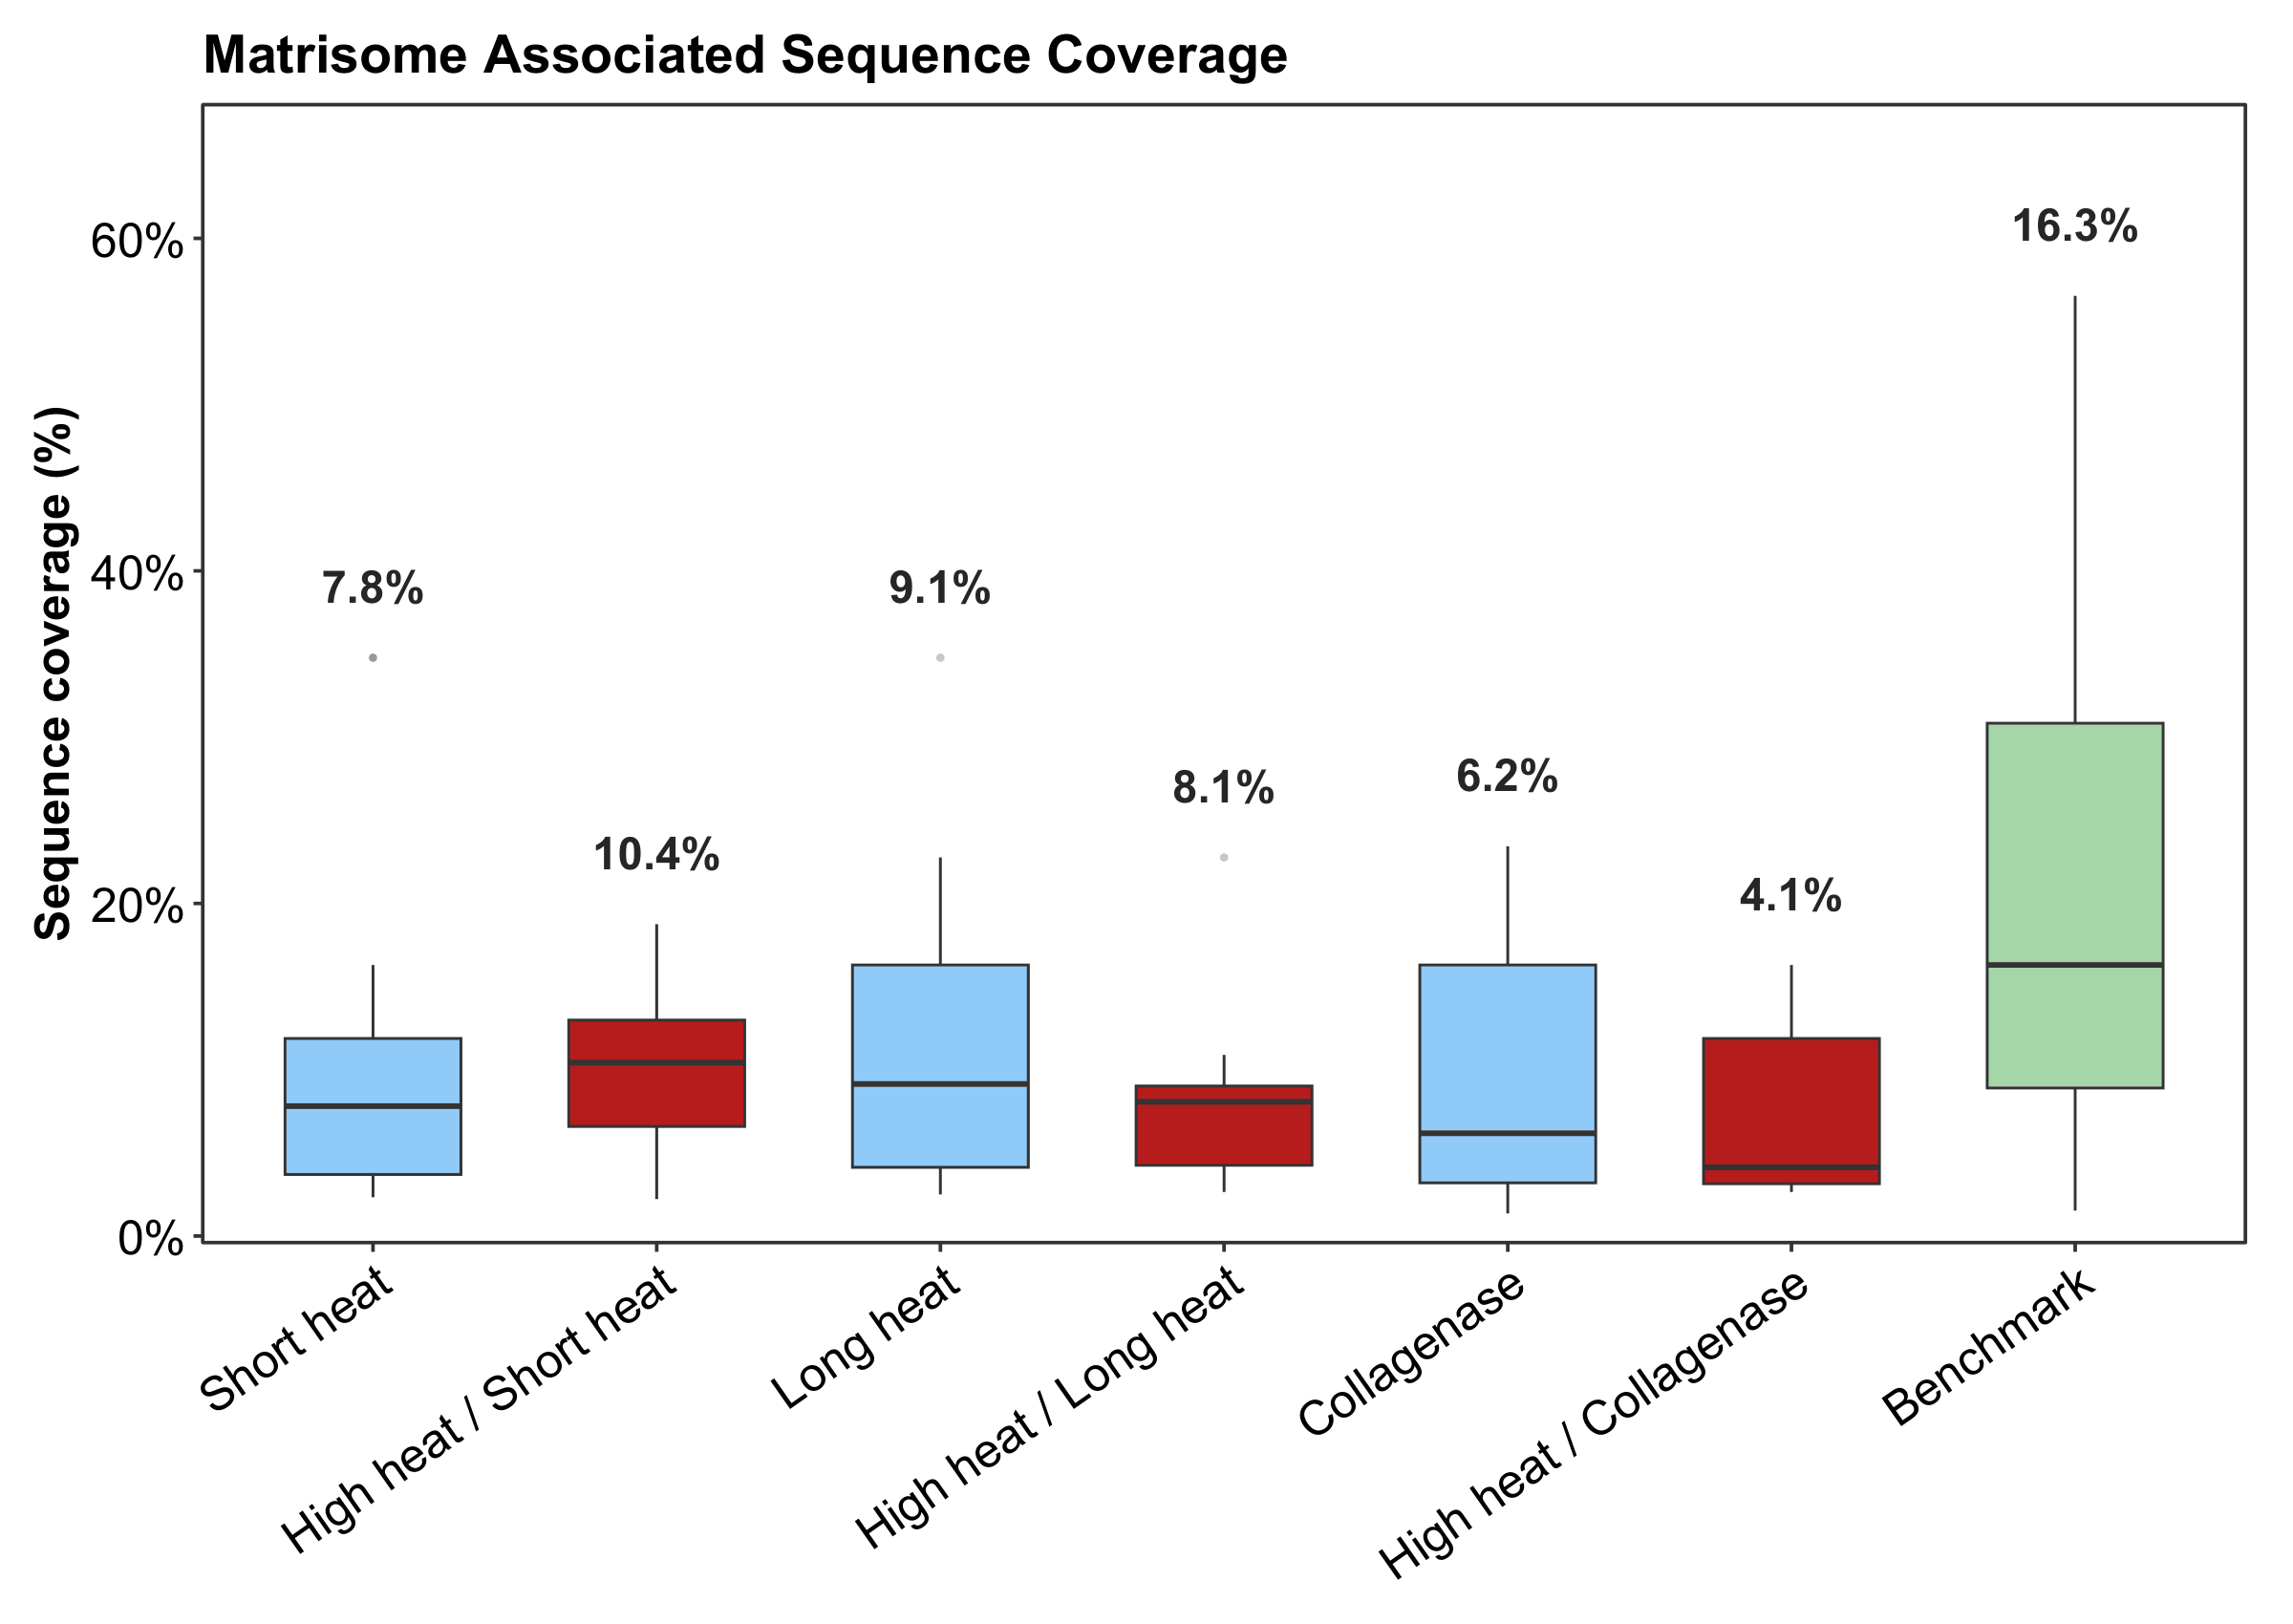 Matrisome Associated Sequence Coverage
Sequence coverage (%)
60%
40%
20%
0%
7.8%
10.4%
9.1%
8.1%
6.2%
4.1%
16.3%
Short heat
High heat / Short heat
Long heat
High heat / Long heat
Collagenase
High heat / Collagenase
Benchmark